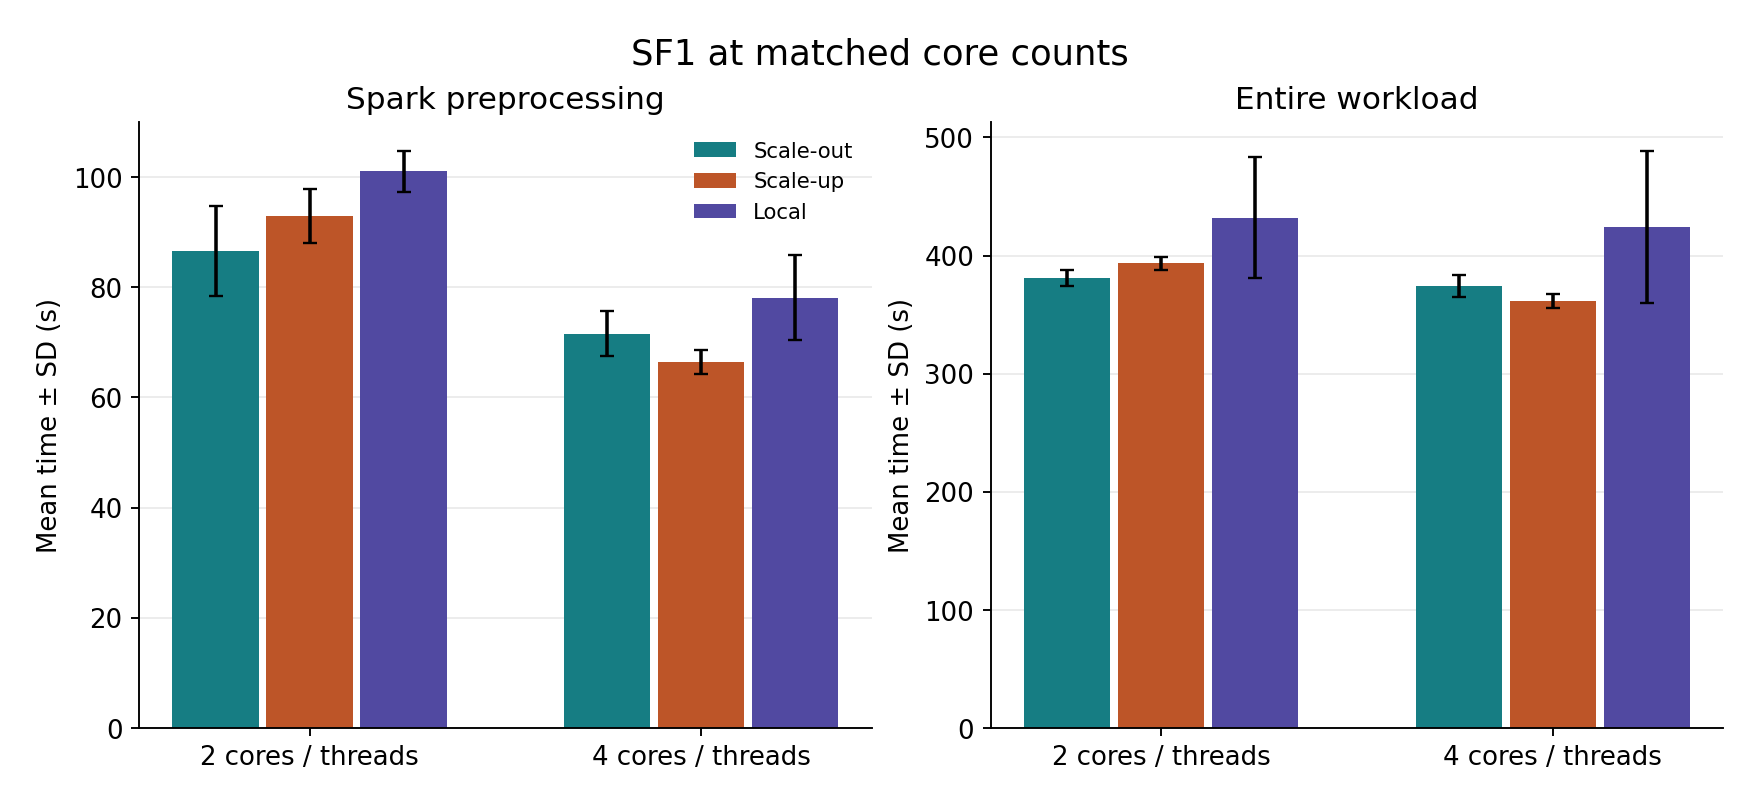 SF1 at matched core counts
Spark preprocessing
Mean time ± SD (s)
100
80
60
40
20
0
Scale-out
Scale-up
Local
2 cores / threads
4 cores / threads
Entire workload
Mean time ± SD (s)
500
400
300
200
100
0
2 cores / threads
4 cores / threads